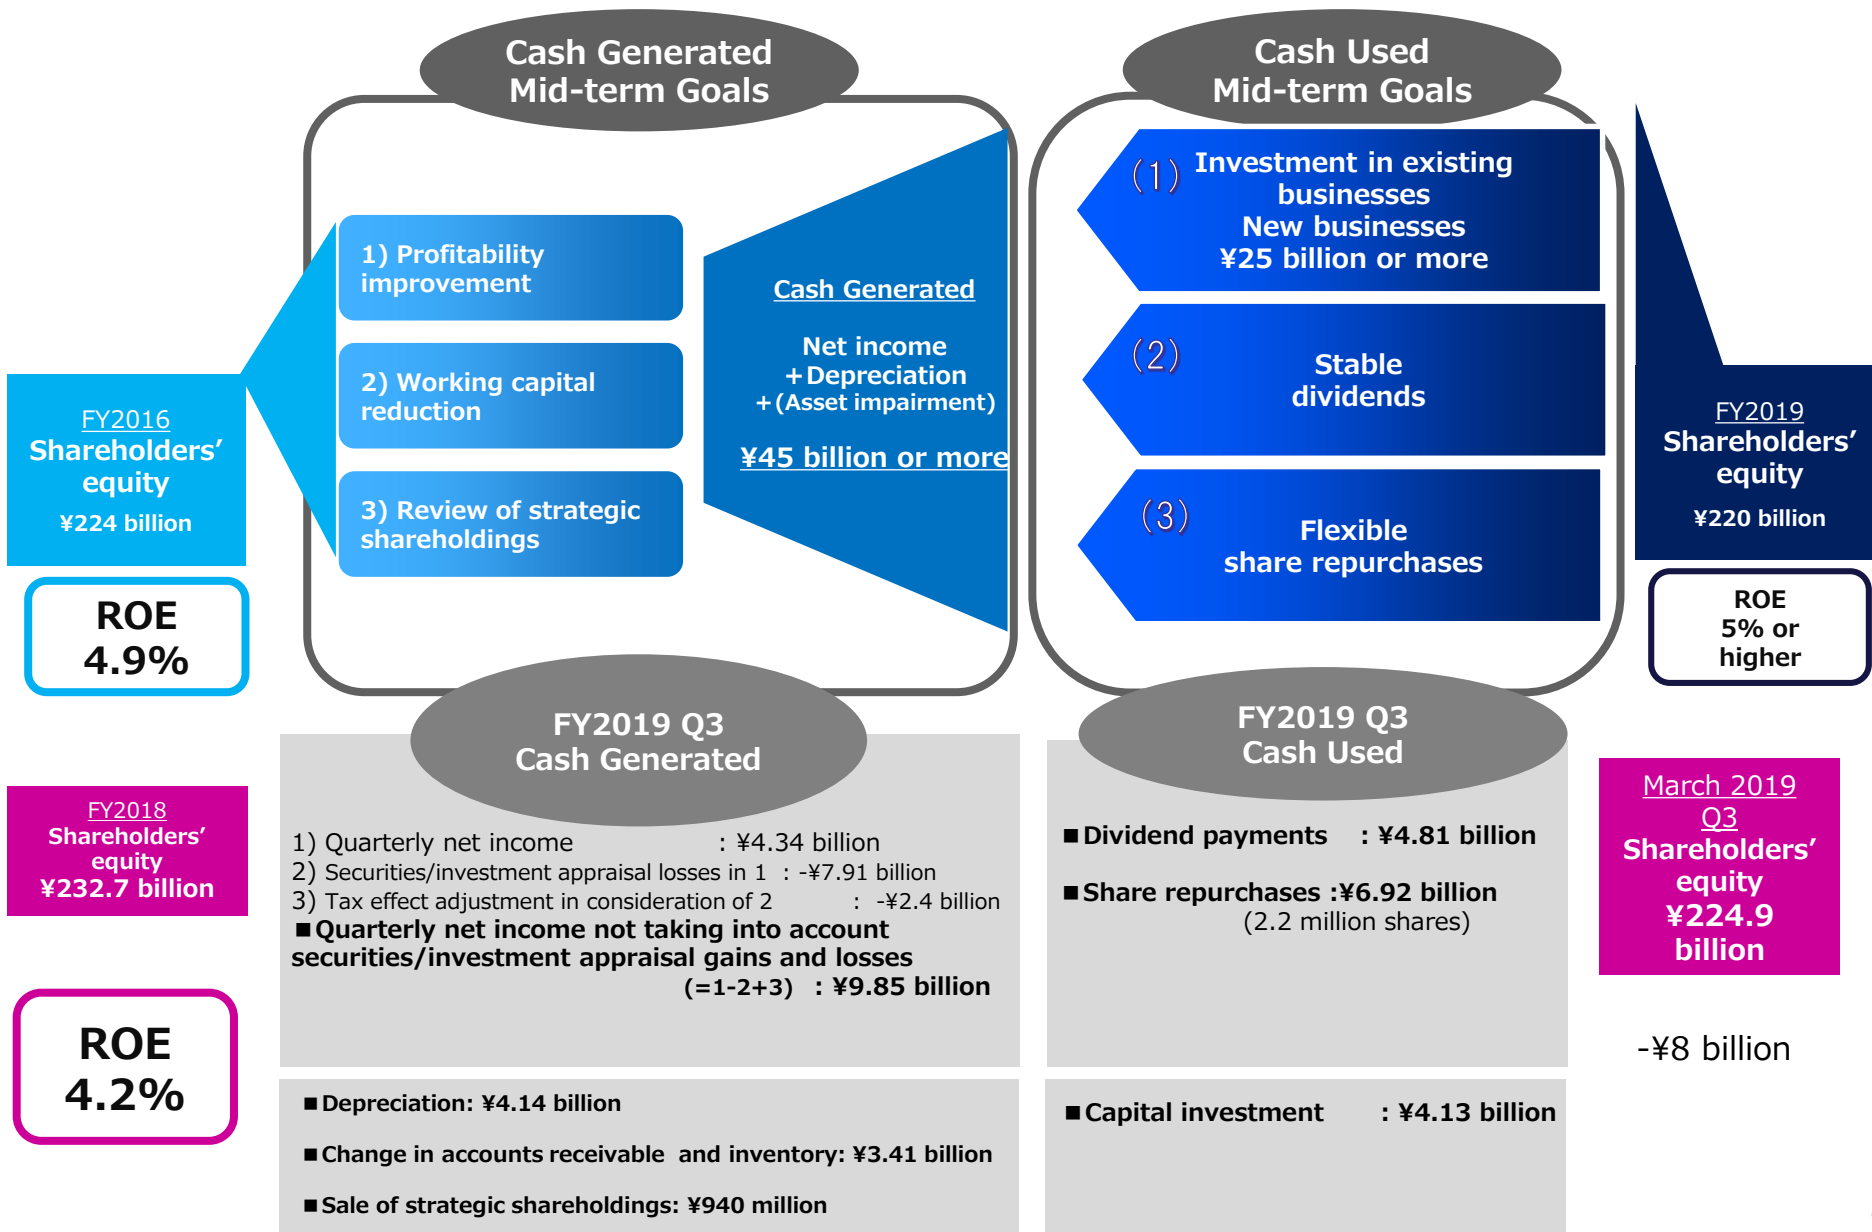 Cash Generated
Mid-term Goals
Cash Used
Mid-term Goals
FY2016
Shareholders’
equity
¥224 billion
ROE
4.9%
1) Profitability
improvement
2) Working capital
reduction
3) Review of strategic
shareholdings
Cash Generated
Net income
+Depreciation
+(Asset impairment)
¥45 billion or more
(1)
Investment in existing
businesses
New businesses
¥25 billion or more
(2)
Stable
dividends
(3)
Flexible
share repurchases
FY2019
Shareholders’
equity
¥220 billion
ROE
5% or
higher
FY2018
Shareholders’
equity
¥232.7 billion
ROE
4.2%
FY2019 Q3
Cash Generated
1) Quarterly net income : ¥4.34 billion
2) Securities/investment appraisal losses in 1 : -¥7.91 billion
3) Tax effect adjustment in consideration of 2 : -¥2.4 billion
■Quarterly net income not taking into account
securities/investment appraisal gains and losses
(=1-2+3) : ¥9.85 billion
■Depreciation: ¥4.14 billion
■Change in accounts receivable and inventory: ¥3.41 billion
■Sale of strategic shareholdings: ¥940 million
FY2019 Q3
Cash Used
■Dividend payments : ¥4.81 billion
■Share repurchases :¥6.92 billion
(2.2 million shares)
■Capital investment : ¥4.13 billion
March 2019
Q3
Shareholders’
equity
¥224.9
billion
-¥8 billion